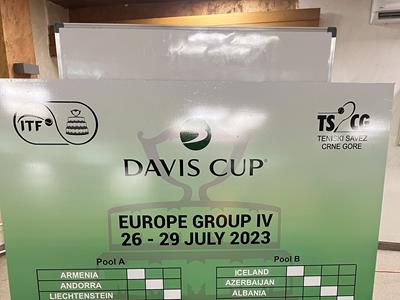 ITF
TS CG
TENISKI SAVEZ
CRNE GORE
DAVIS CUP®
EUROPE GROUP IV
26 - 29 JULY 2023
Pool A
Pool B
ARMENIA
ANDORRA
LIECHTENSTEIN
ICELAND
AZERBAIJAN
ALBANIA